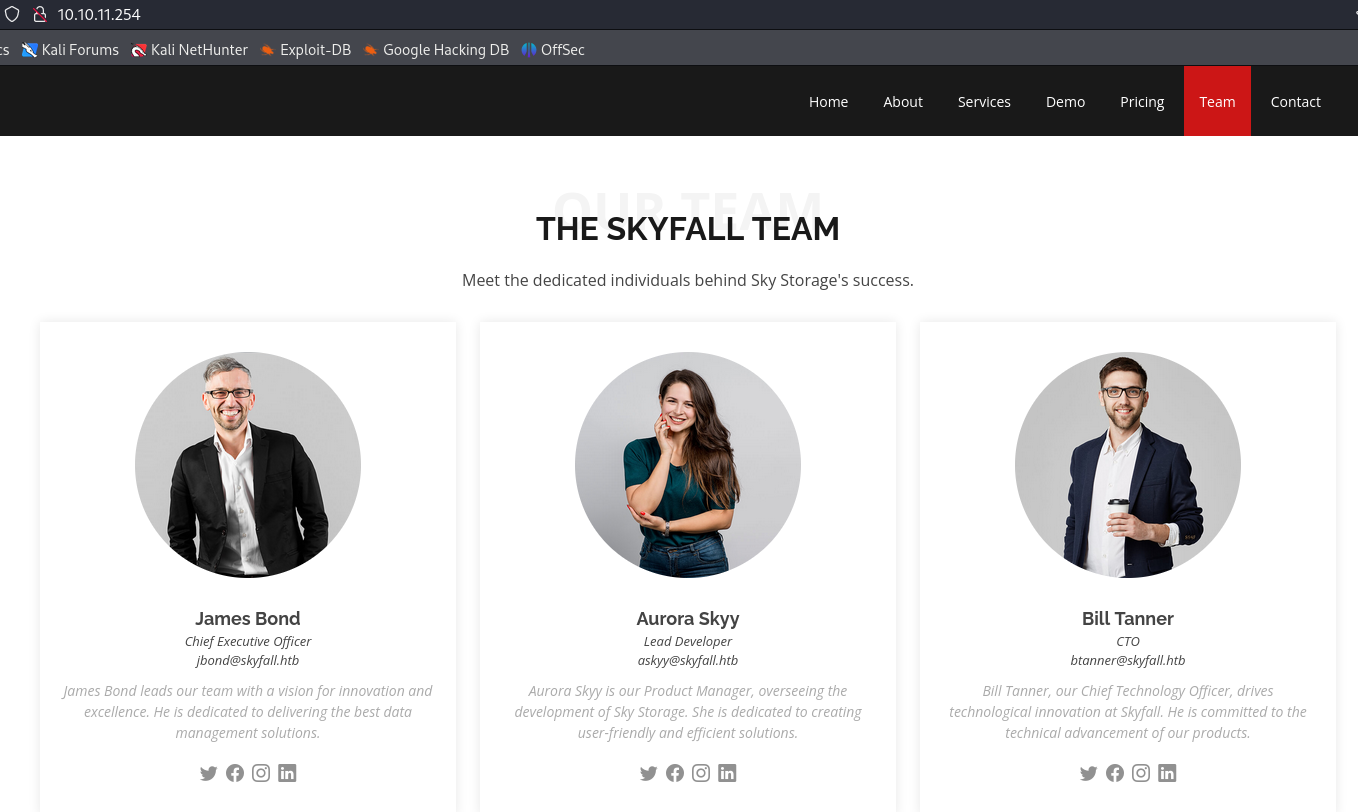 10.10.11.254
cs Kali Forums Kali NetHunter Exploit-DB Google Hacking DB OffSec
Home About Services Demo Pricing Team Contact
OUR TEAM
THE SKYFALL TEAM
Meet the dedicated individuals behind Sky Storage's success.
James Bond
Chief Executive Officer
jbond@skyfall.htb
James Bond leads our team with a vision for innovation and
excellence. He is dedicated to delivering the best data
management solutions.
Aurora Skyy
Lead Developer
askyy@skyfall.htb
Aurora Skyy is our Product Manager, overseeing the
development of Sky Storage. She is dedicated to creating
user-friendly and efficient solutions.
Bill Tanner
CTO
btanner@skyfall.htb
Bill Tanner, our Chief Technology Officer, drives
technological innovation at Skyfall. He is committed to the
technical advancement of our products.